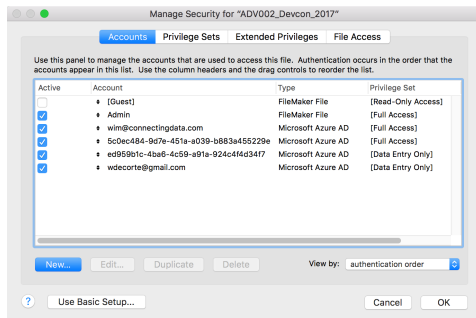 Manage Security for “ADV002_Devcon_2017”
Accounts Privilege Sets Extended Privileges File Access
Use this panel to manage the accounts that are used to access this file. Authentication occurs in the order that the
accounts appear in this list. Use the column headers and the drag controls to reorder the list.
Active Account Type Privilege Set
[Guest] FileMaker File [Read-Only Access]
Admin FileMaker File [Full Access]
wim@connectingdata.com Microsoft Azure AD [Full Access]
5c0ec484-9d7e-451a-a039-b883a455229e Microsoft Azure AD [Full Access]
ed959b1c-4ba6-4c59-a91a-924c4f4d34f7 Microsoft Azure AD [Data Entry Only]
wdecorte@gmail.com Microsoft Azure AD [Data Entry Only]
New... Edit... Duplicate Delete View by: authentication order
? Use Basic Setup... Cancel OK